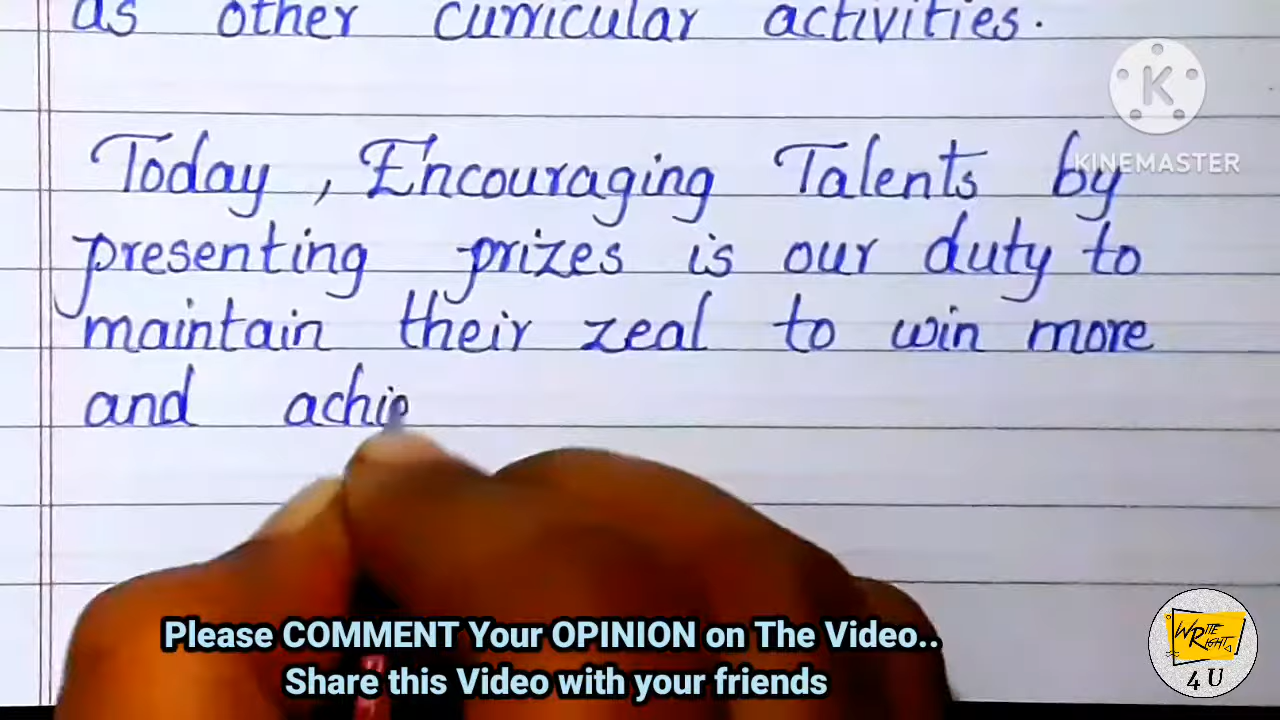 as other curricular activities.
KINEMASTER
Today, Encouraging Talents by
presenting prizes is our duty to
maintain their zeal to win more
and achie
Please COMMENT Your OPINION on The Video..
Share this Video with your friends
WRITE
RIGHT
4 U